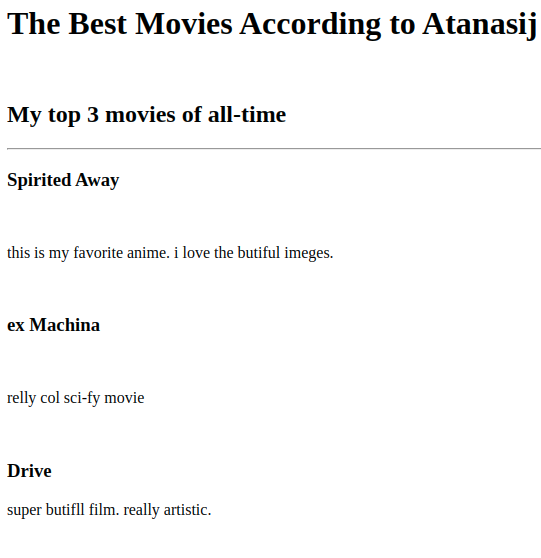 The Best Movies According to Atanasij
My top 3 movies of all-time
Spirited Away
this is my favorite anime. i love the butiful imeges.
ex Machina
relly col sci-fy movie
Drive
super butifll film. really artistic.